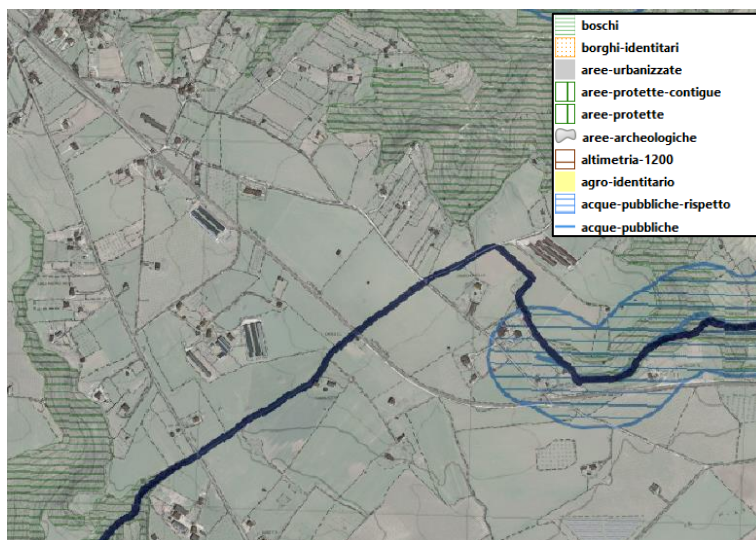 boschi
borghi-identitari
aree-urbanizzate
aree-protette-contigue
aree-protette
aree-archeologiche
altimetria-1200
agro-identitario
acque-pubbliche-rispetto
acque-pubbliche